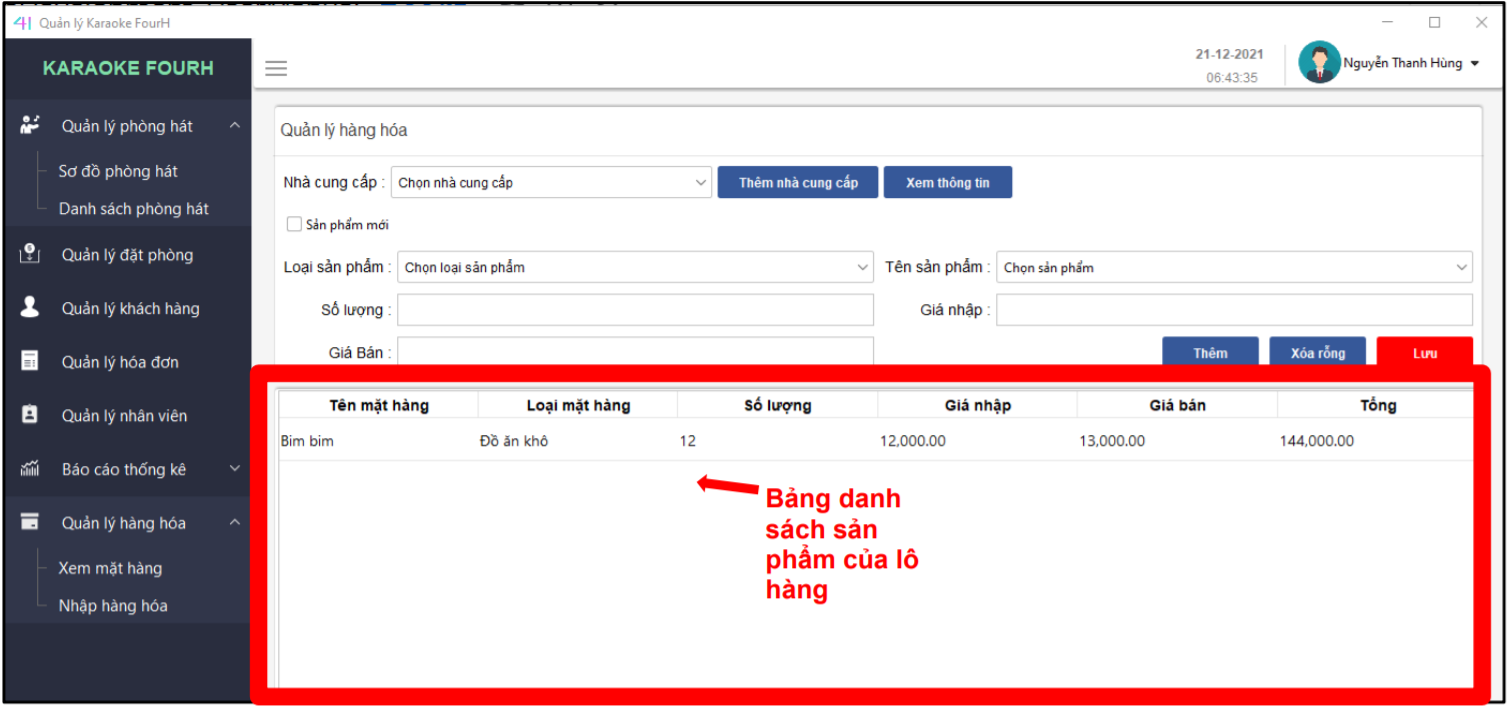 Quản lý Karaoke FourH
KARAOKE FOURH
21-12-2021
06:43:35
Nguyễn Thanh Hùng
Quản lý phòng hát
Sơ đồ phòng hát
Danh sách phòng hát
Quản lý đặt phòng
Quản lý khách hàng
Quản lý hóa đơn
Quản lý nhân viên
Báo cáo thống kê
Quản lý hàng hóa
Xem mặt hàng
Nhập hàng hóa
Quản lý hàng hóa
Nhà cung cấp : Chọn nhà cung cấp Thêm nhà cung cấp Xem thông tin
Sản phẩm mới
Loại sản phẩm : Chọn loại sản phẩm Tên sản phẩm : Chọn sản phẩm
Số lượng : Giá nhập :
Giá Bán : Thêm Xóa rỗng Lưu
Tên mặt hàng Loại mặt hàng Số lượng Giá nhập Giá bán Tổng
Bim bim Đồ ăn khô 12 12,000.00 13,000.00 144,000.00
Bảng danh
sách sản
phẩm của lô
hàng